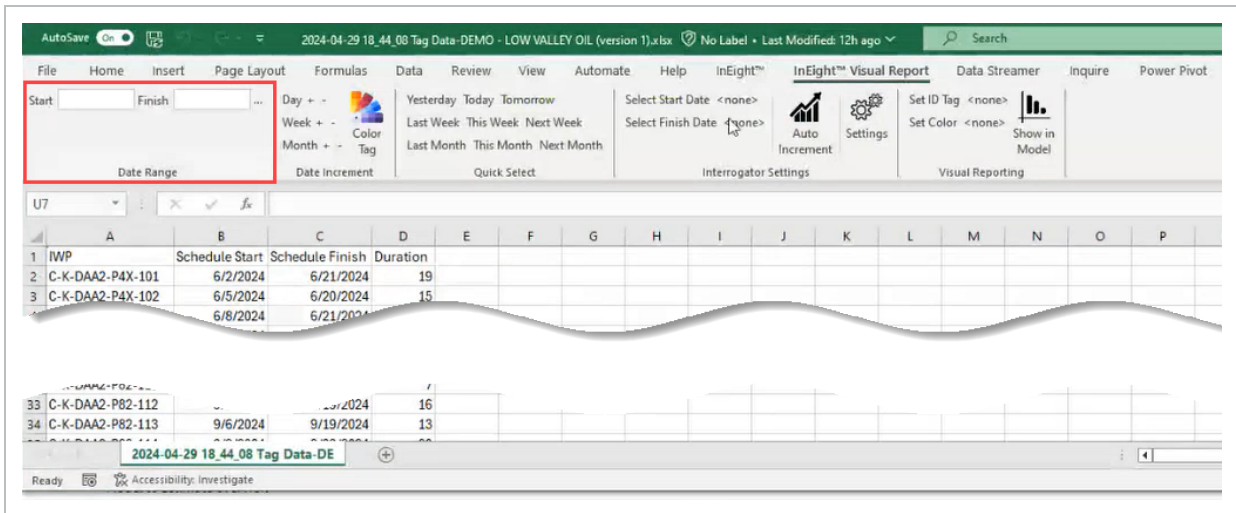 AutoSave On 2024-04-29 18_44_08 Tag Data-DEMO - LOW VALLEY OIL (version 1).xlsx No Label • Last Modified: 12h ago Search
File Home Insert Page Layout Formulas Data Review View Automate Help InEight™ InEight™ Visual Report Data Streamer Inquire Power Pivot
Start Finish ... Day + - Yesterday Today Tomorrow Select Start Date <none> Set ID Tag <none>
Week + - Last Week This Week Next Week Select Finish Date <none> Set Color <none>
Month + - Last Month This Month Next Month
Color Tag
Auto Increment
Settings
Show in Model
Date Range Date Increment Quick Select Interrogator Settings Visual Reporting
U7 fx
A B C D E F G H I J K L M N O P
1 IWP Schedule Start Schedule Finish Duration
2 C-K-DAA2-P4X-101 6/2/2024 6/21/2024 19
3 C-K-DAA2-P4X-102 6/5/2024 6/20/2024 15
6/8/2024 6/21/2024
7
33 C-K-DAA2-P82-112 16
34 C-K-DAA2-P82-113 9/6/2024 9/19/2024 13
2024-04-29 18_44_08 Tag Data-DE
Ready Accessibility: Investigate